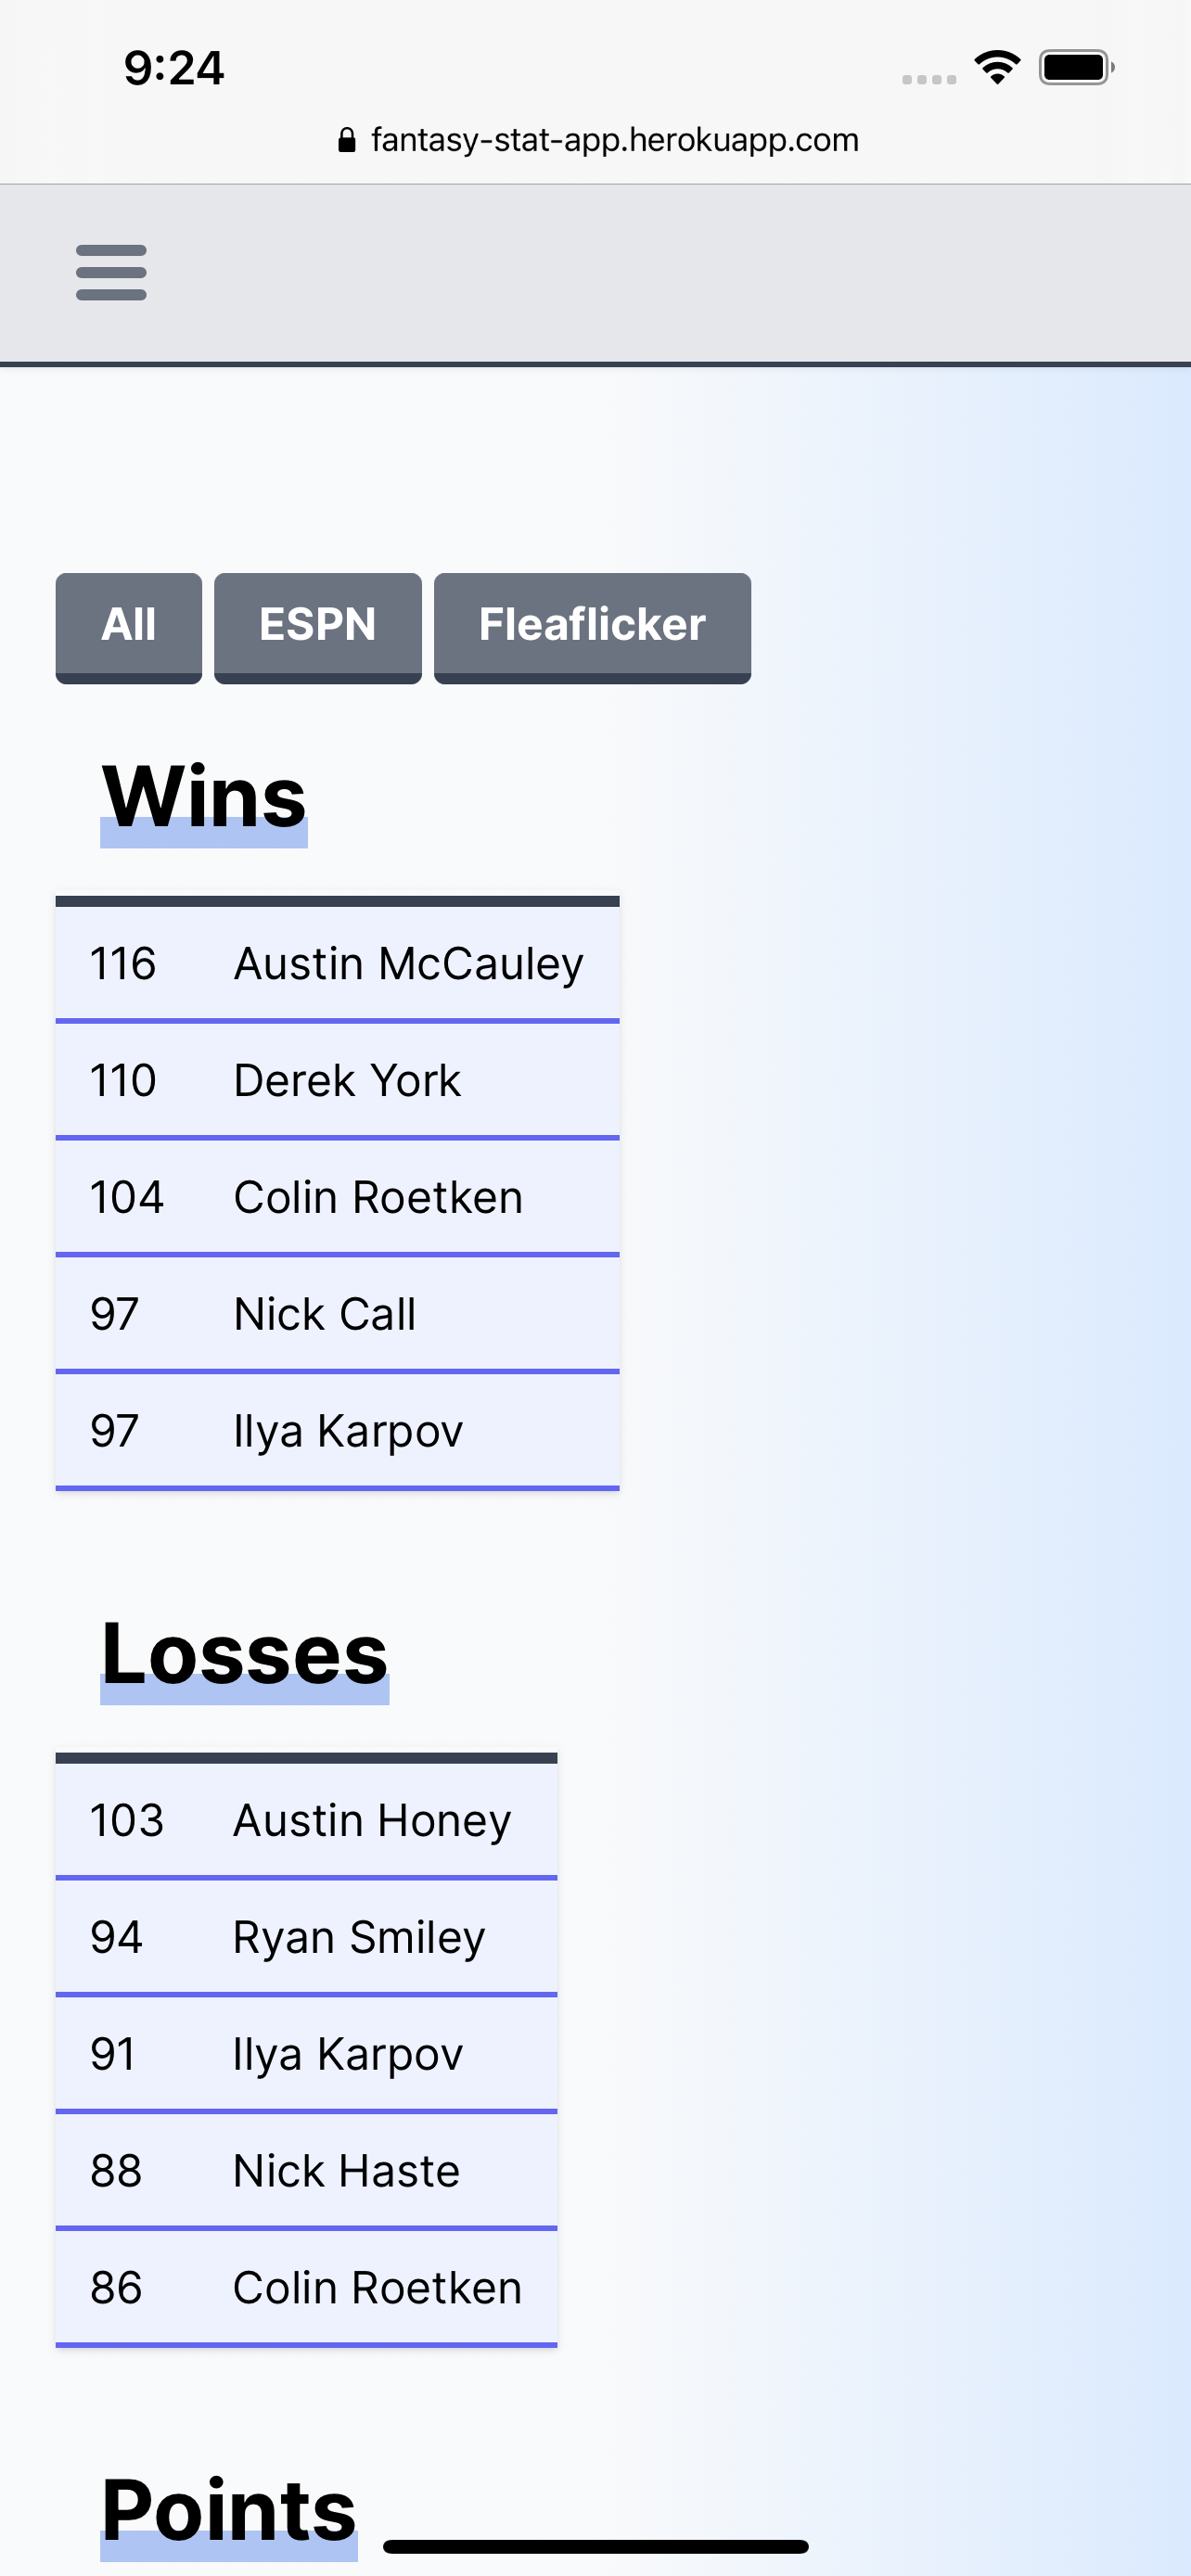 9:24
fantasy-stat-app.herokuapp.com
All ESPN Fleaflicker
Wins
116 Austin McCauley
110 Derek York
104 Colin Roetken
97 Nick Call
97 Ilya Karpov
Losses
103 Austin Honey
94 Ryan Smiley
91 Ilya Karpov
88 Nick Haste
86 Colin Roetken
Points